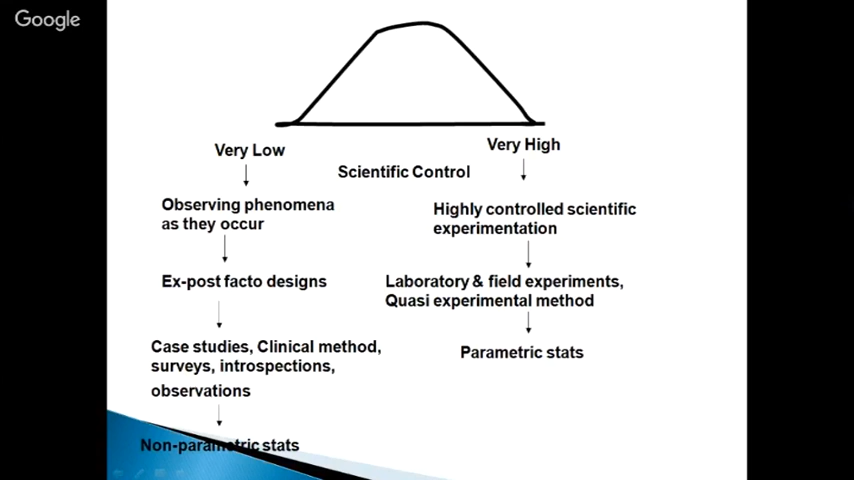 Google
Very Low
Very High
Scientific Control
Observing phenomena
as they occur
Highly controlled scientific
experimentation
Ex-post facto designs
Laboratory & field experiments,
Quasi experimental method
Case studies, Clinical method,
surveys, introspections,
observations
Parametric stats
Non-parametric stats